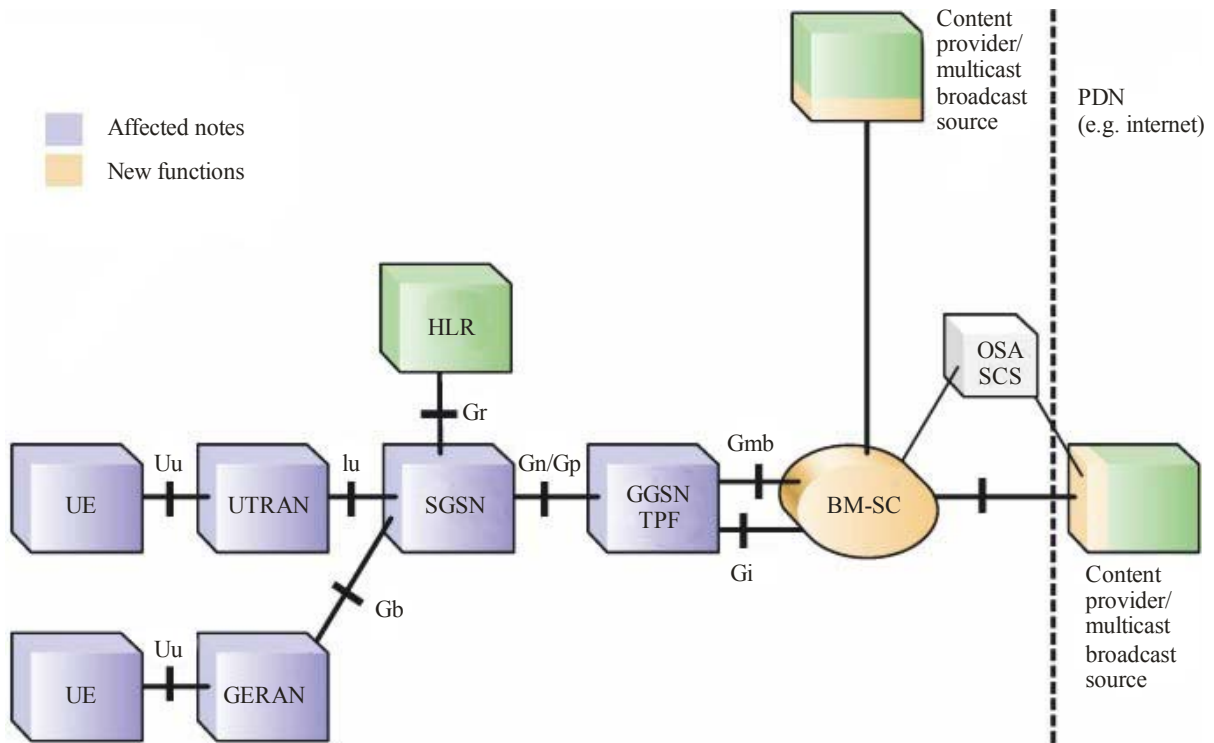 Content
provider/
multicast
broadcast
source
PDN
(e.g. internet)
Affected notes
New functions
HLR
OSA
SCS
Gr
Uu
lu
Gn/Gp
Gmb
UE
UTRAN
SGSN
GGSN
TPF
BM-SC
Gi
Gb
Uu
UE
GERAN
Content
provider/
multicast
broadcast
source